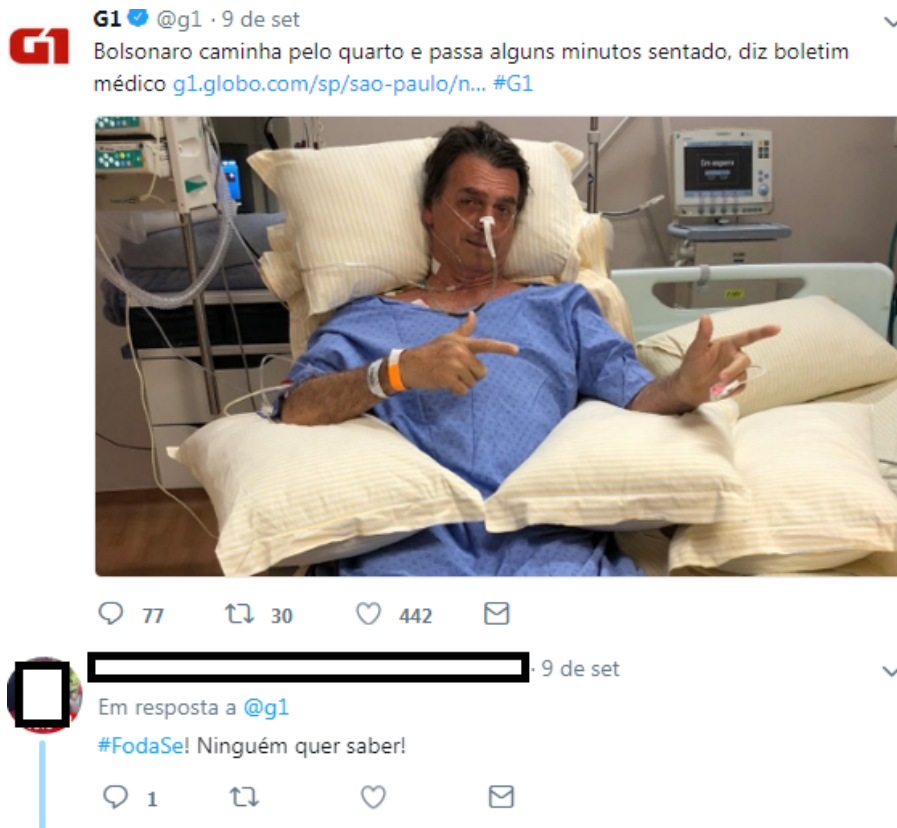 G1 @g1 · 9 de set
G1
Bolsonaro caminha pelo quarto e passa alguns minutos sentado, diz boletim
médico g1.globo.com/sp/sao-paulo/n... #G1
Em espera
77 30 442
· 9 de set
Em resposta a @g1
#FodaSe! Ninguém quer saber!
1